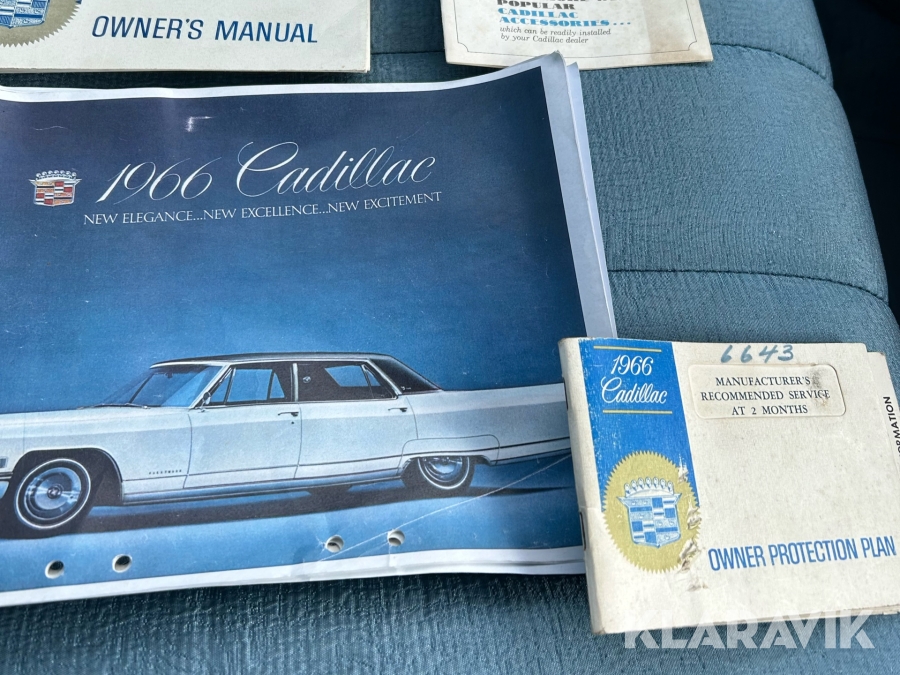 OWNER'S MANUAL
POPULAR
CADILLAC
ACCESSORIES...
which can be readily installed
by your Cadillac dealer
1966 Cadillac
NEW ELEGANCE...NEW EXCELLENCE...NEW EXCITEMENT
6643
1966
Cadillac
MANUFACTURER'S
RECOMMENDED SERVICE
AT 2 MONTHS
OWNER PROTECTION PLAN
KLARAVIK